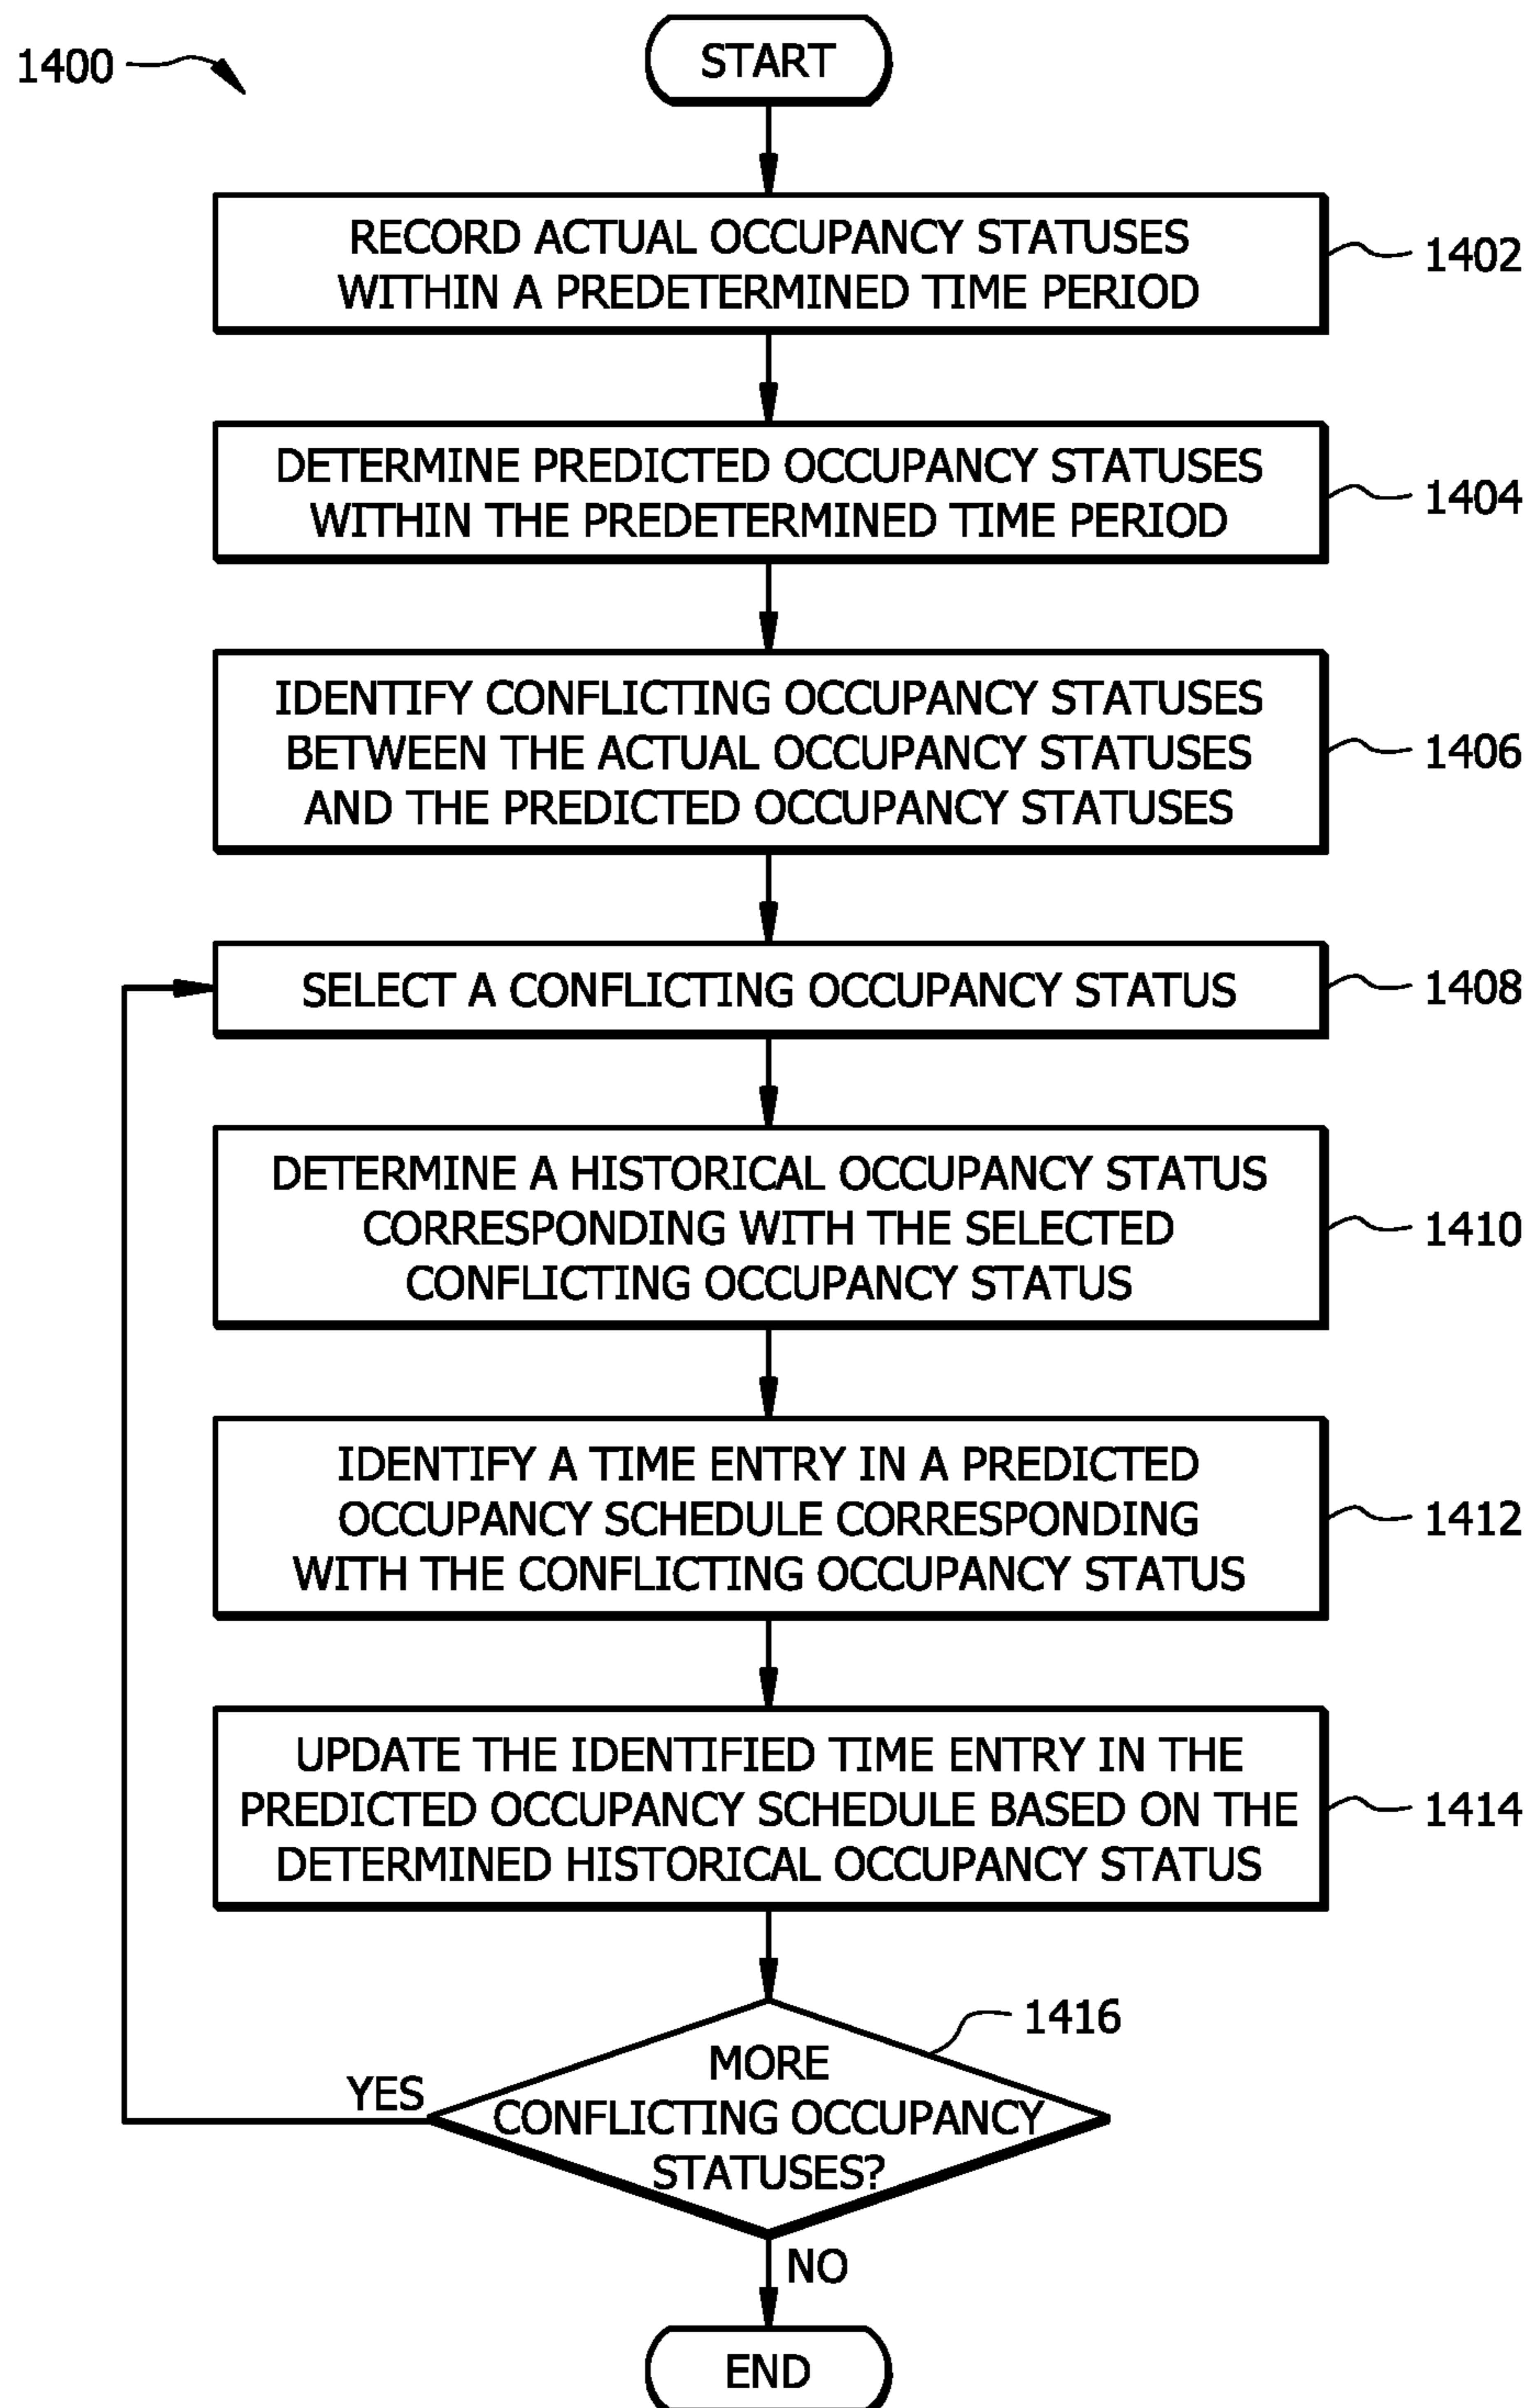 1400
START
RECORD ACTUAL OCCUPANCY STATUSES
WITHIN A PREDETERMINED TIME PERIOD
1402
DETERMINE PREDICTED OCCUPANCY STATUSES
WITHIN THE PREDETERMINED TIME PERIOD
1404
IDENTIFY CONFLICTING OCCUPANCY STATUSES
BETWEEN THE ACTUAL OCCUPANCY STATUSES
AND THE PREDICTED OCCUPANCY STATUSES
1406
SELECT A CONFLICTING OCCUPANCY STATUS
1408
DETERMINE A HISTORICAL OCCUPANCY STATUS
CORRESPONDING WITH THE SELECTED
CONFLICTING OCCUPANCY STATUS
1410
IDENTIFY A TIME ENTRY IN A PREDICTED
OCCUPANCY SCHEDULE CORRESPONDING
WITH THE CONFLICTING OCCUPANCY STATUS
1412
UPDATE THE IDENTIFIED TIME ENTRY IN THE
PREDICTED OCCUPANCY SCHEDULE BASED ON THE
DETERMINED HISTORICAL OCCUPANCY STATUS
1414
1416
MORE
CONFLICTING OCCUPANCY
STATUSES?
YES
NO
END